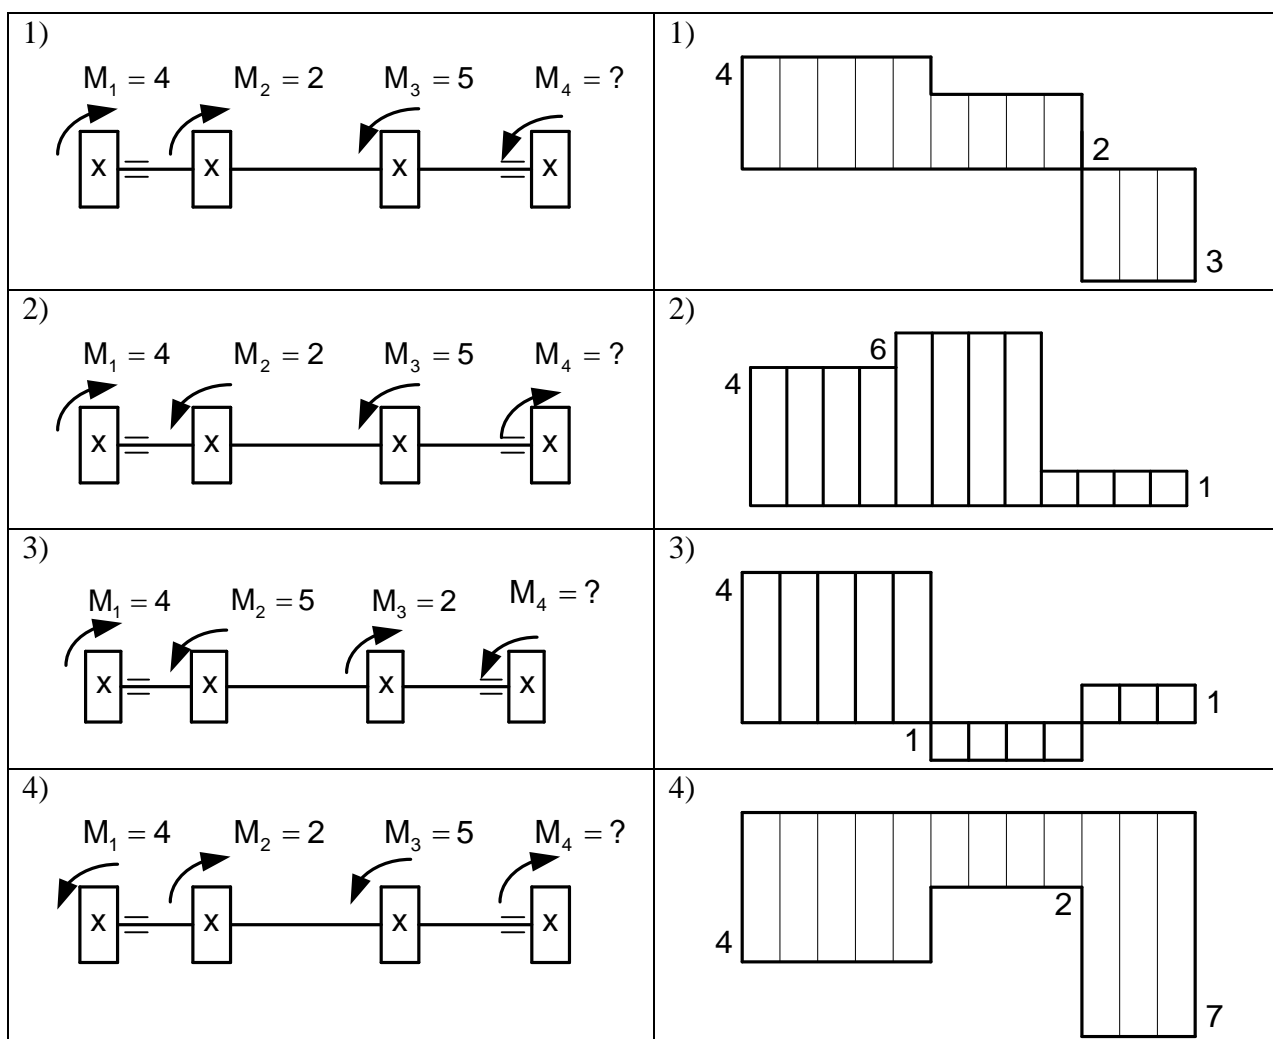 1)
M₁ = 4 M₂ = 2 M₃ = 5 M₄ = ?
x x x x
1)
4
2
3
2)
M₁ = 4 M₂ = 2 M₃ = 5 M₄ = ?
x x x x
2)
6
4
1
3)
M₁ = 4 M₂ = 5 M₃ = 2 M₄ = ?
x x x x
3)
4
1
1
4)
M₁ = 4 M₂ = 2 M₃ = 5 M₄ = ?
x x x x
4)
2
4
7